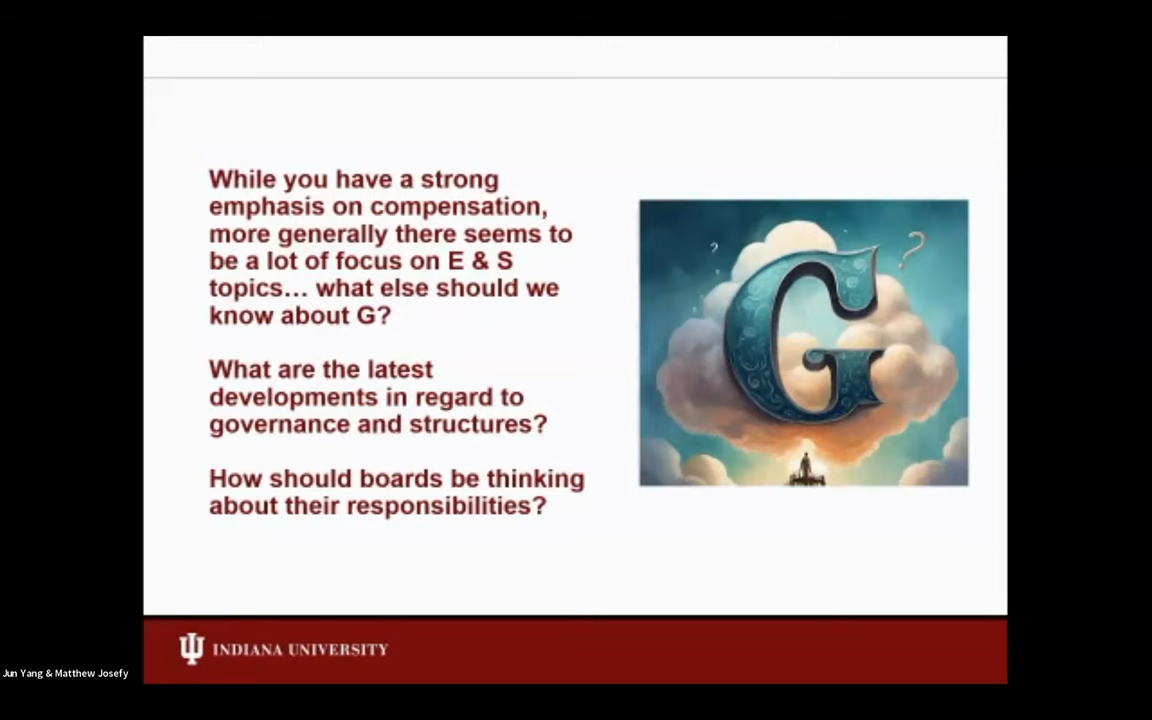 While you have a strong
emphasis on compensation,
more generally there seems to
be a lot of focus on E & S
topics… what else should we
know about G?
What are the latest
developments in regard to
governance and structures?
How should boards be thinking
about their responsibilities?
? ?
G
INDIANA UNIVERSITY
Jun Yang & Matthew Josefy